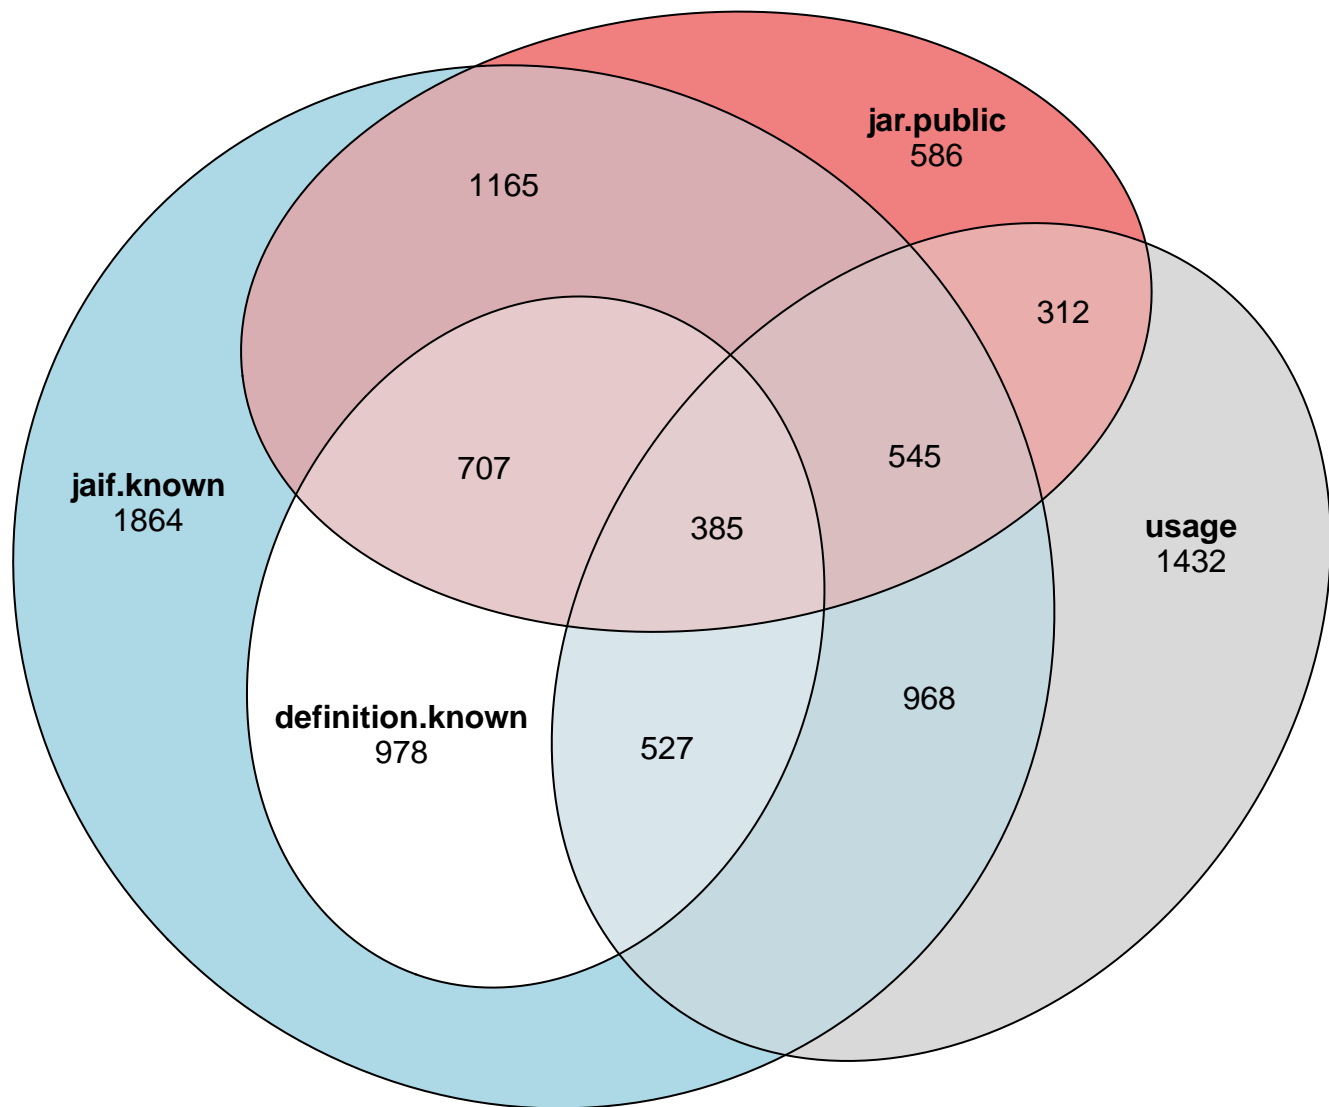 jar.public
586
1165
312
707
545
jaif.known
1864
385
usage
1432
definition.known
978
527
968